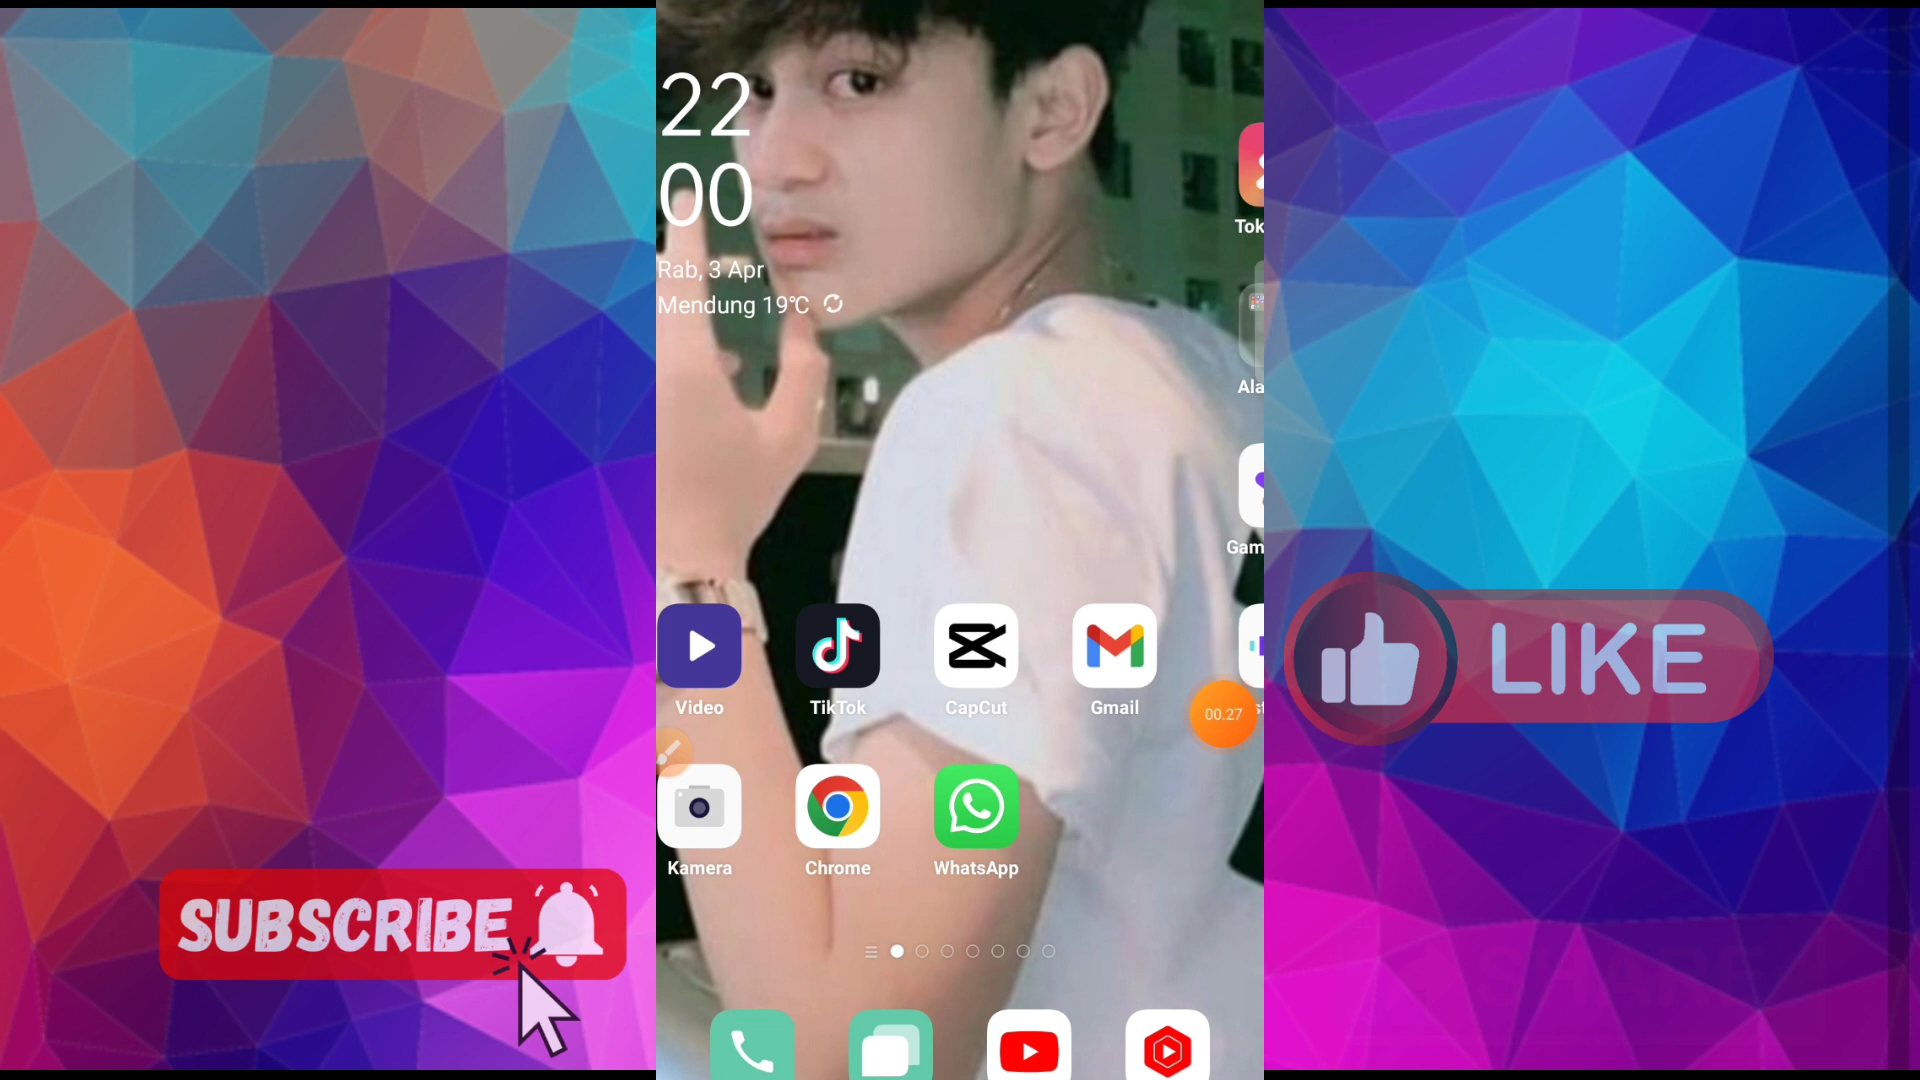 22
00
Rab, 3 Apr
Mendung 19℃
Tok
Ala
Gam
Video
TikTok
CapCut
Gmail
00.27
Kamera
Chrome
WhatsApp
SUBSCRIBE
LIKE